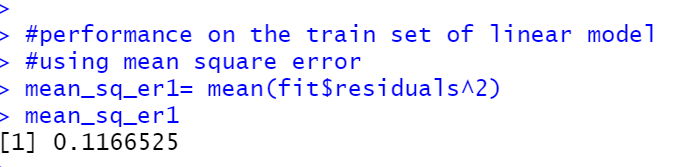 >
> #performance on the train set of linear model
> #using mean square error
> mean_sq_er1= mean(fit$residuals^2)
> mean_sq_er1
[1] 0.1166525